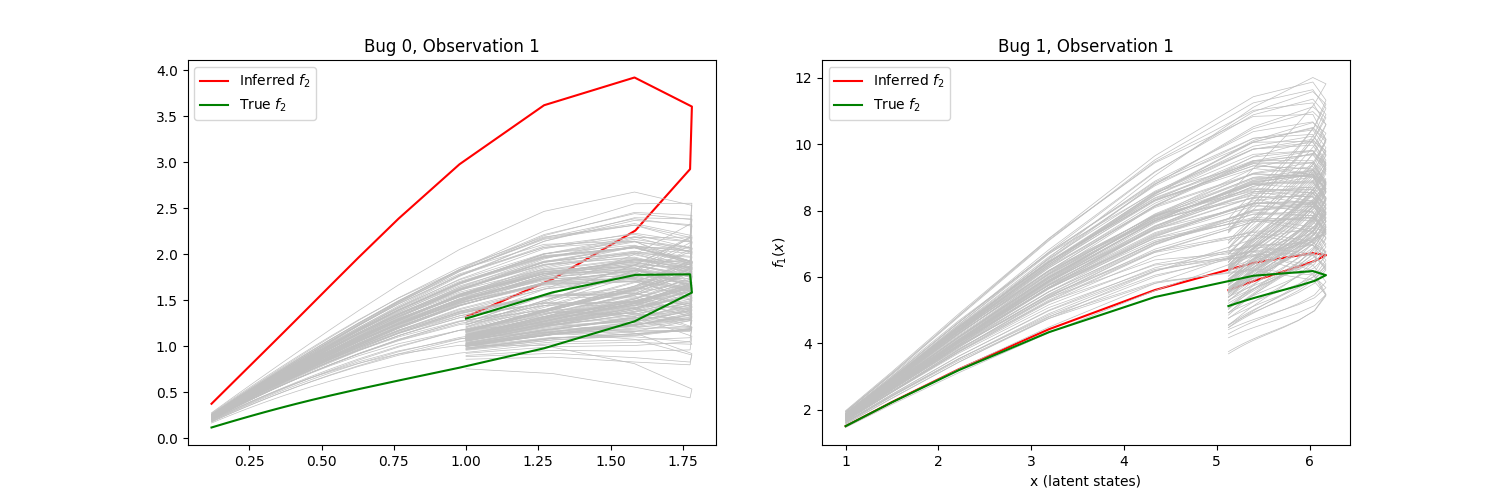 Bug 0, Observation 1
Inferred f₂
True f₂
4.0
3.5
3.0
2.5
2.0
1.5
1.0
0.5
0.0
0.25 0.50 0.75 1.00 1.25 1.50 1.75
Bug 1, Observation 1
Inferred f₂
True f₂
f₁(x)
12
10
8
6
4
2
1 2 3 4 5 6
x (latent states)